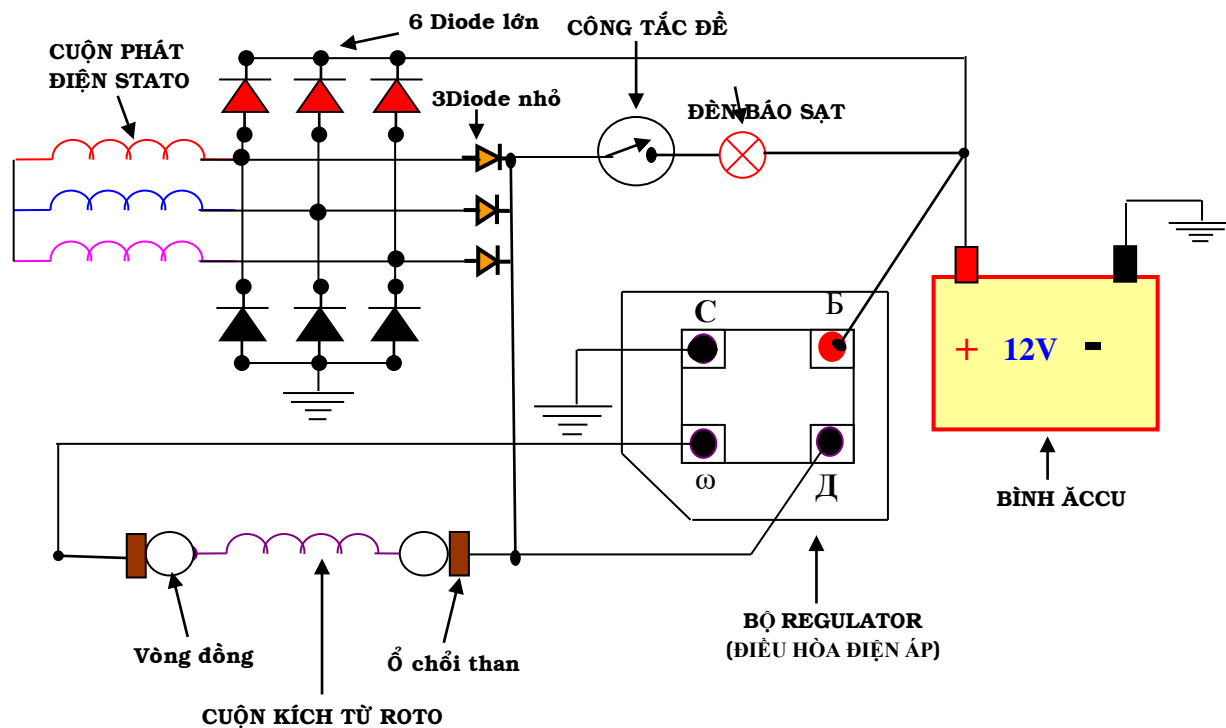 6 Diode lớn
CÔNG TẮC ĐỀ
CUỘN PHÁT
ĐIỆN STATO
3Diode nhỏ
ĐÈN BÁO SẠT
C
Б
+ 12V -
ω
Д
BÌNH ĂCCU
BỘ REGULATOR
(ĐIỀU HÒA ĐIỆN ÁP)
Vòng đồng
Ổ chổi than
CUỘN KÍCH TỪ ROTO